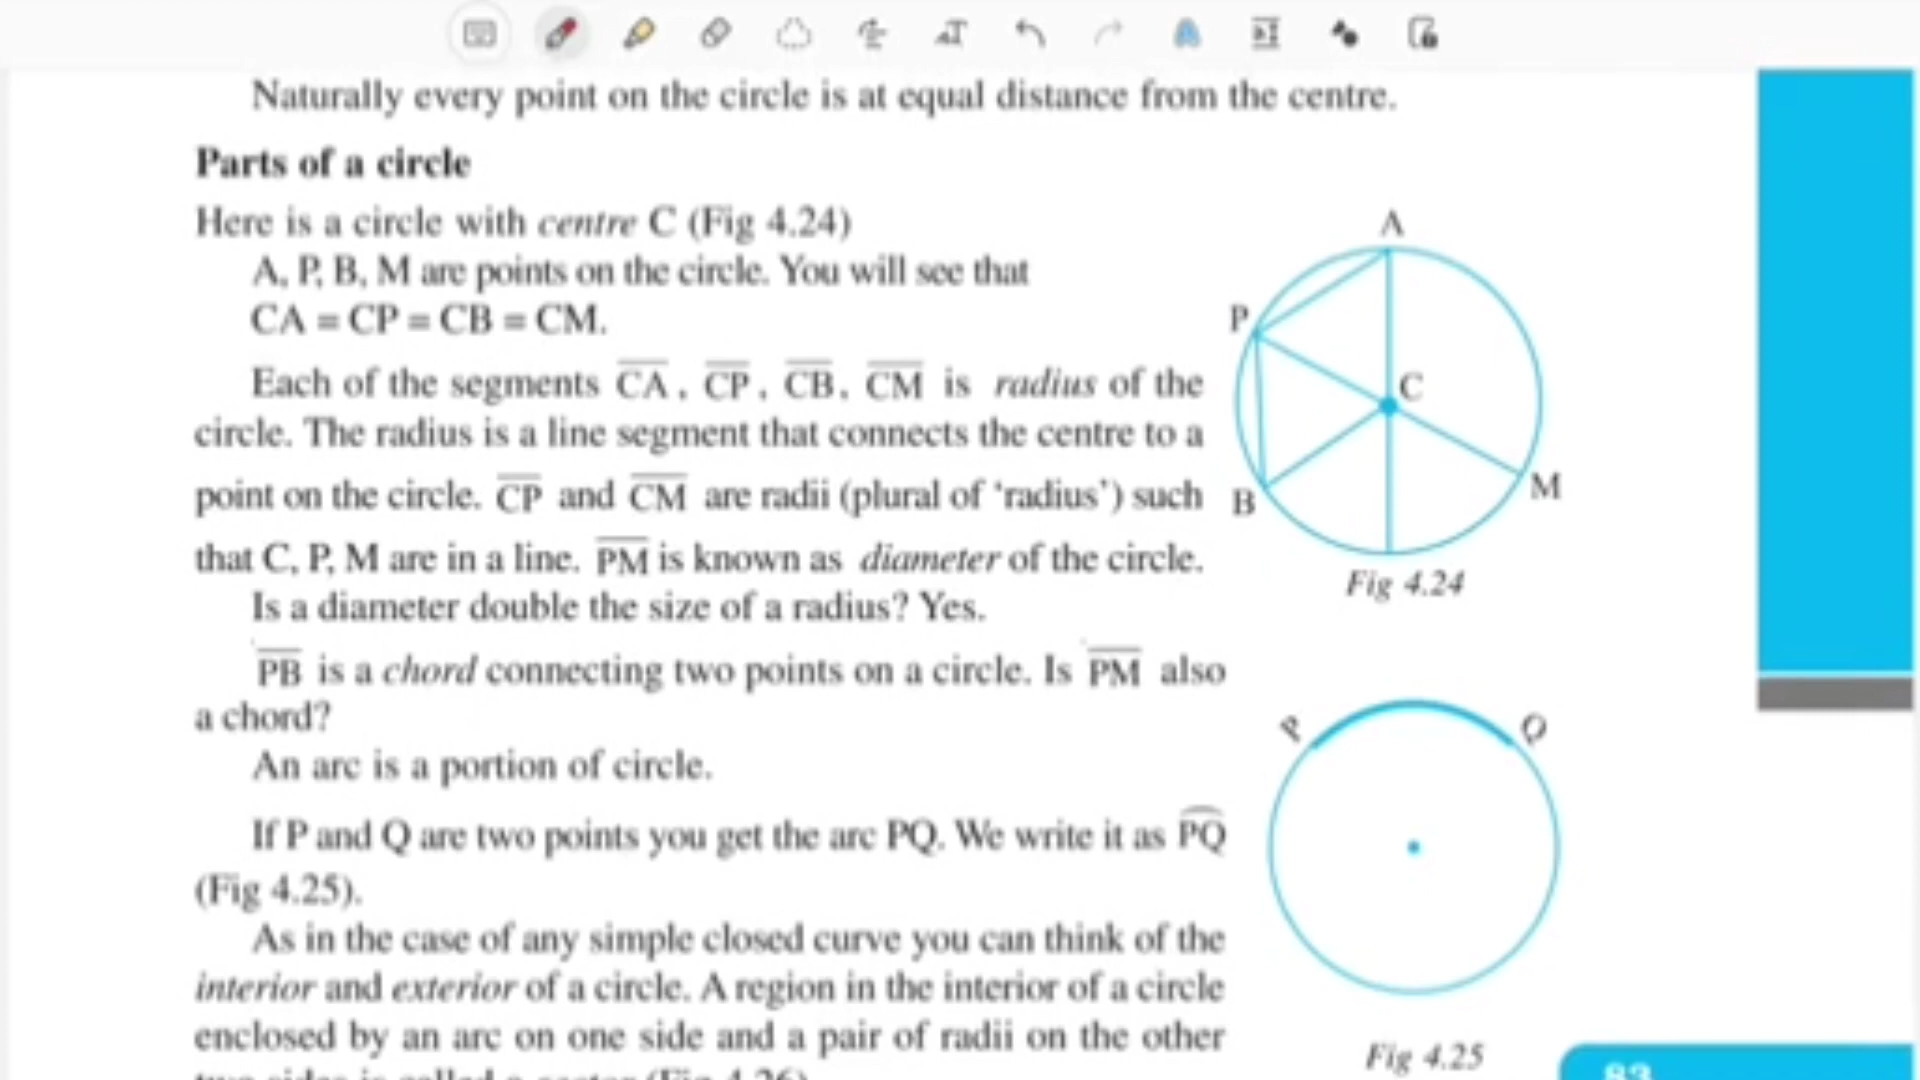 Naturally every point on the circle is at equal distance from the centre.
Parts of a circle
Here is a circle with centre C (Fig 4.24)
A, P, B, M are points on the circle. You will see that
CA = CP = CB = CM.
Each of the segments CA, CP, CB, CM is radius of the
circle. The radius is a line segment that connects the centre to a
point on the circle. CP and CM are radii (plural of 'radius') such
that C, P, M are in a line. PM is known as diameter of the circle.
Is a diameter double the size of a radius? Yes.
PB is a chord connecting two points on a circle. Is PM also
a chord?
An arc is a portion of circle.
If P and Q are two points you get the arc PQ. We write it as PQ
(Fig 4.25).
As in the case of any simple closed curve you can think of the
interior and exterior of a circle. A region in the interior of a circle
enclosed by an arc on one side and a pair of radii on the other
two sides is called a sector (Fig 4.26)
A
P
C
B
M
Fig 4.24
P
Q
Fig 4.25
83